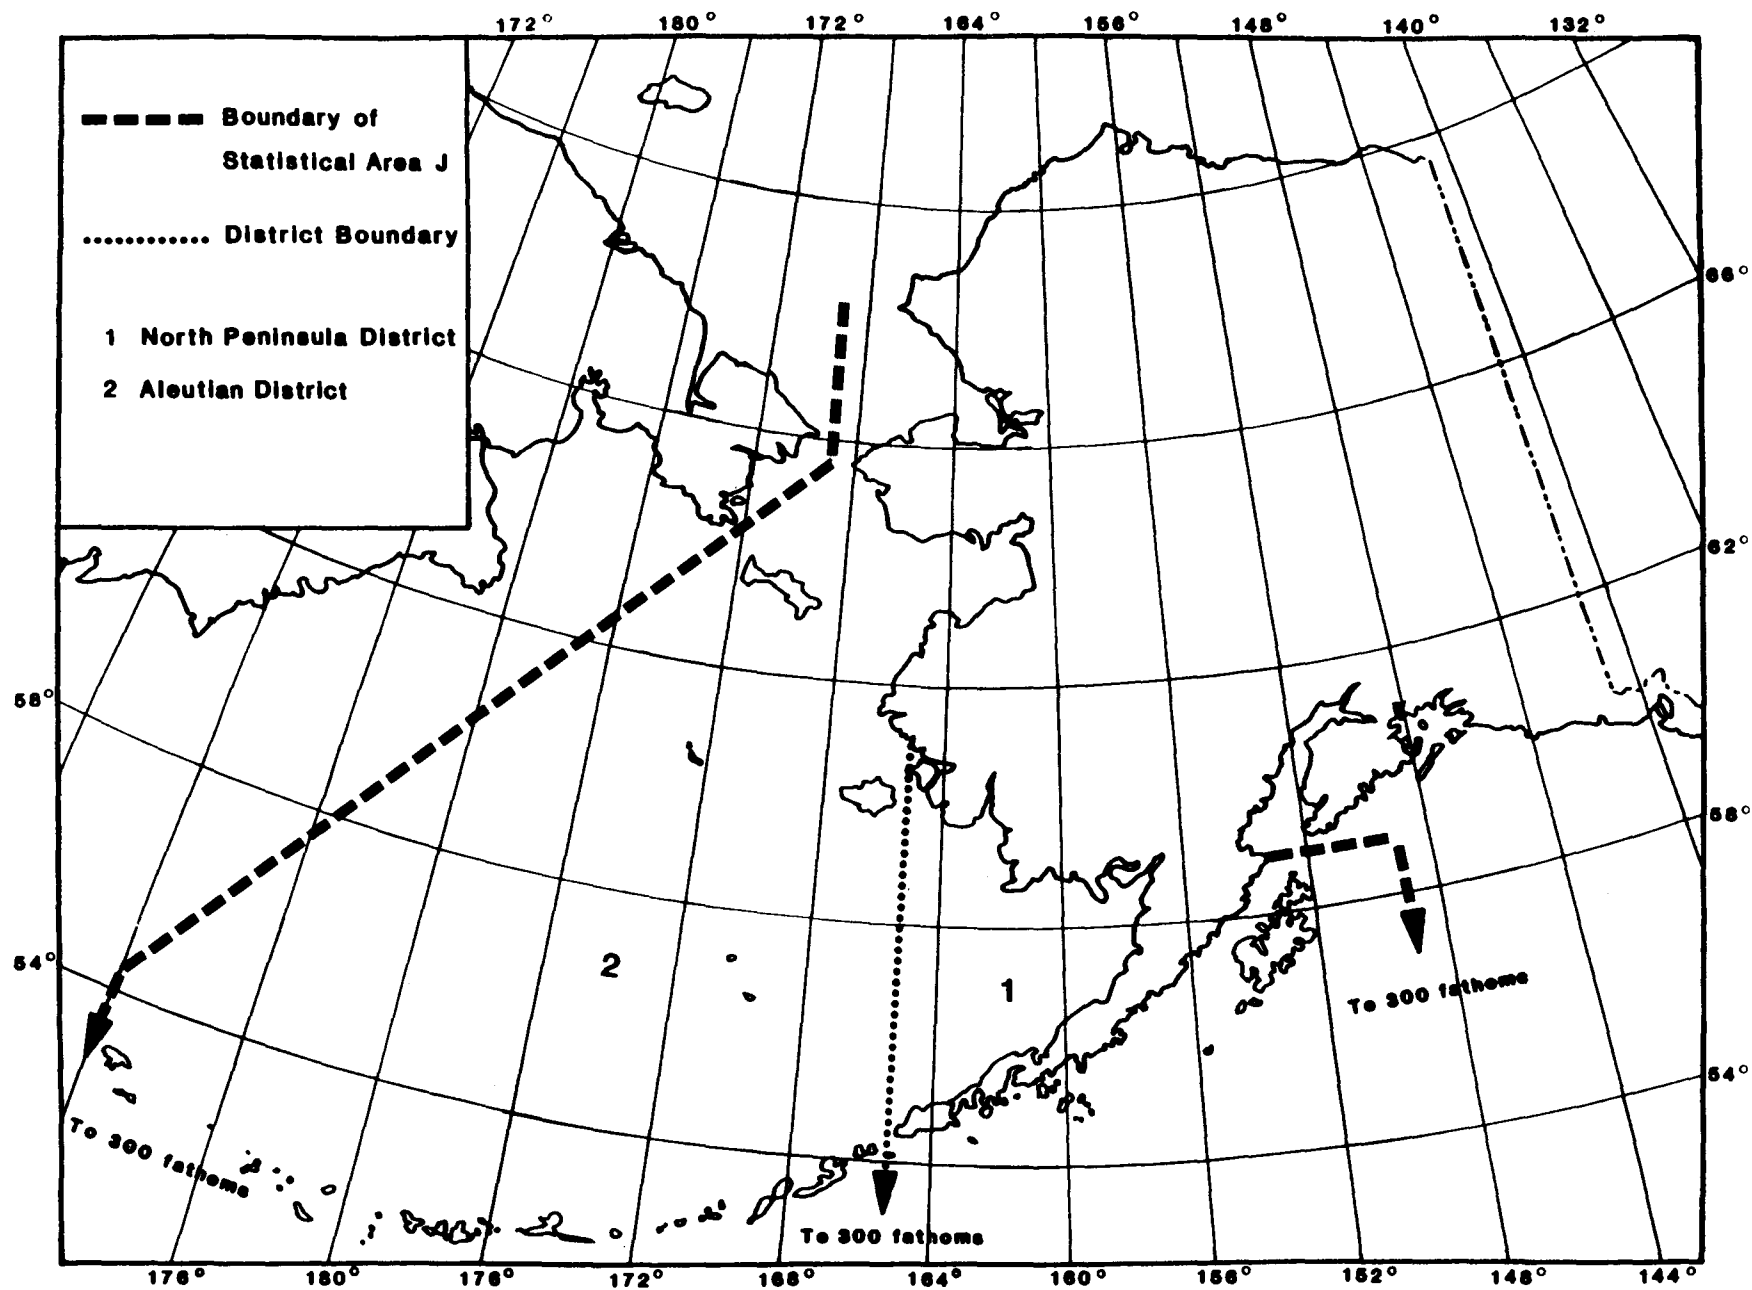 172° 180° 172° 164° 156° 148° 140° 132°
Boundary of
Statistical Area J
District Boundary
1 North Peninsula District
2 Aleutian District
66°
62°
58°
58°
54°
54°
2
1
To 300 fathoms
To 300 fathoms
To 300 fathoms
176° 180° 176° 172° 168° 164° 160° 156° 152° 148° 144°